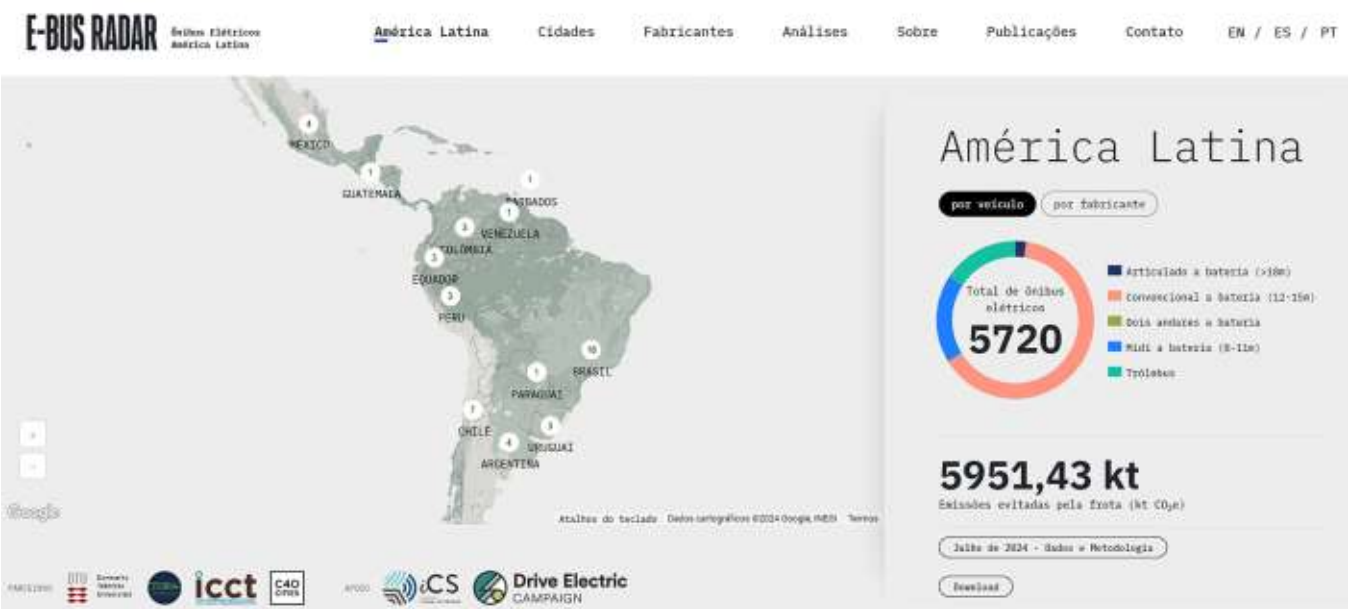 E-BUS RADAR
Ônibus Elétricos
América Latina
América Latina
Cidades
Fabricantes
Análises
Sobre
Publicações
Contato
EN / ES / PT
4
MÉXICO
1
GUATEMALA
1
BARBADOS
1
VENEZUELA
3
COLÔMBIA
EQUADOR
3
PERU
10
BRASIL
1
PARAGUAI
CHILE
3
URUGUAI
4
ARGENTINA
+
-
Google
Atalhos do teclado
Dados cartográficos ©2024 Google, INEGI
Termos
América Latina
por veículo
por fabricante
Total de ônibus
elétricos
5720
Articulado a bateria (>18m)
Convencional a bateria (12-15m)
Dois andares a bateria
Midi a bateria (8-11m)
Trólebus
5951,43 kt
Emissões evitadas pela frota (kt CO₂e)
Julho de 2024 - Dados e Metodologia
Download
PARCEIROS
DTU
icct
C40
CITIES
APOIO
iCS
Drive Electric
CAMPAIGN